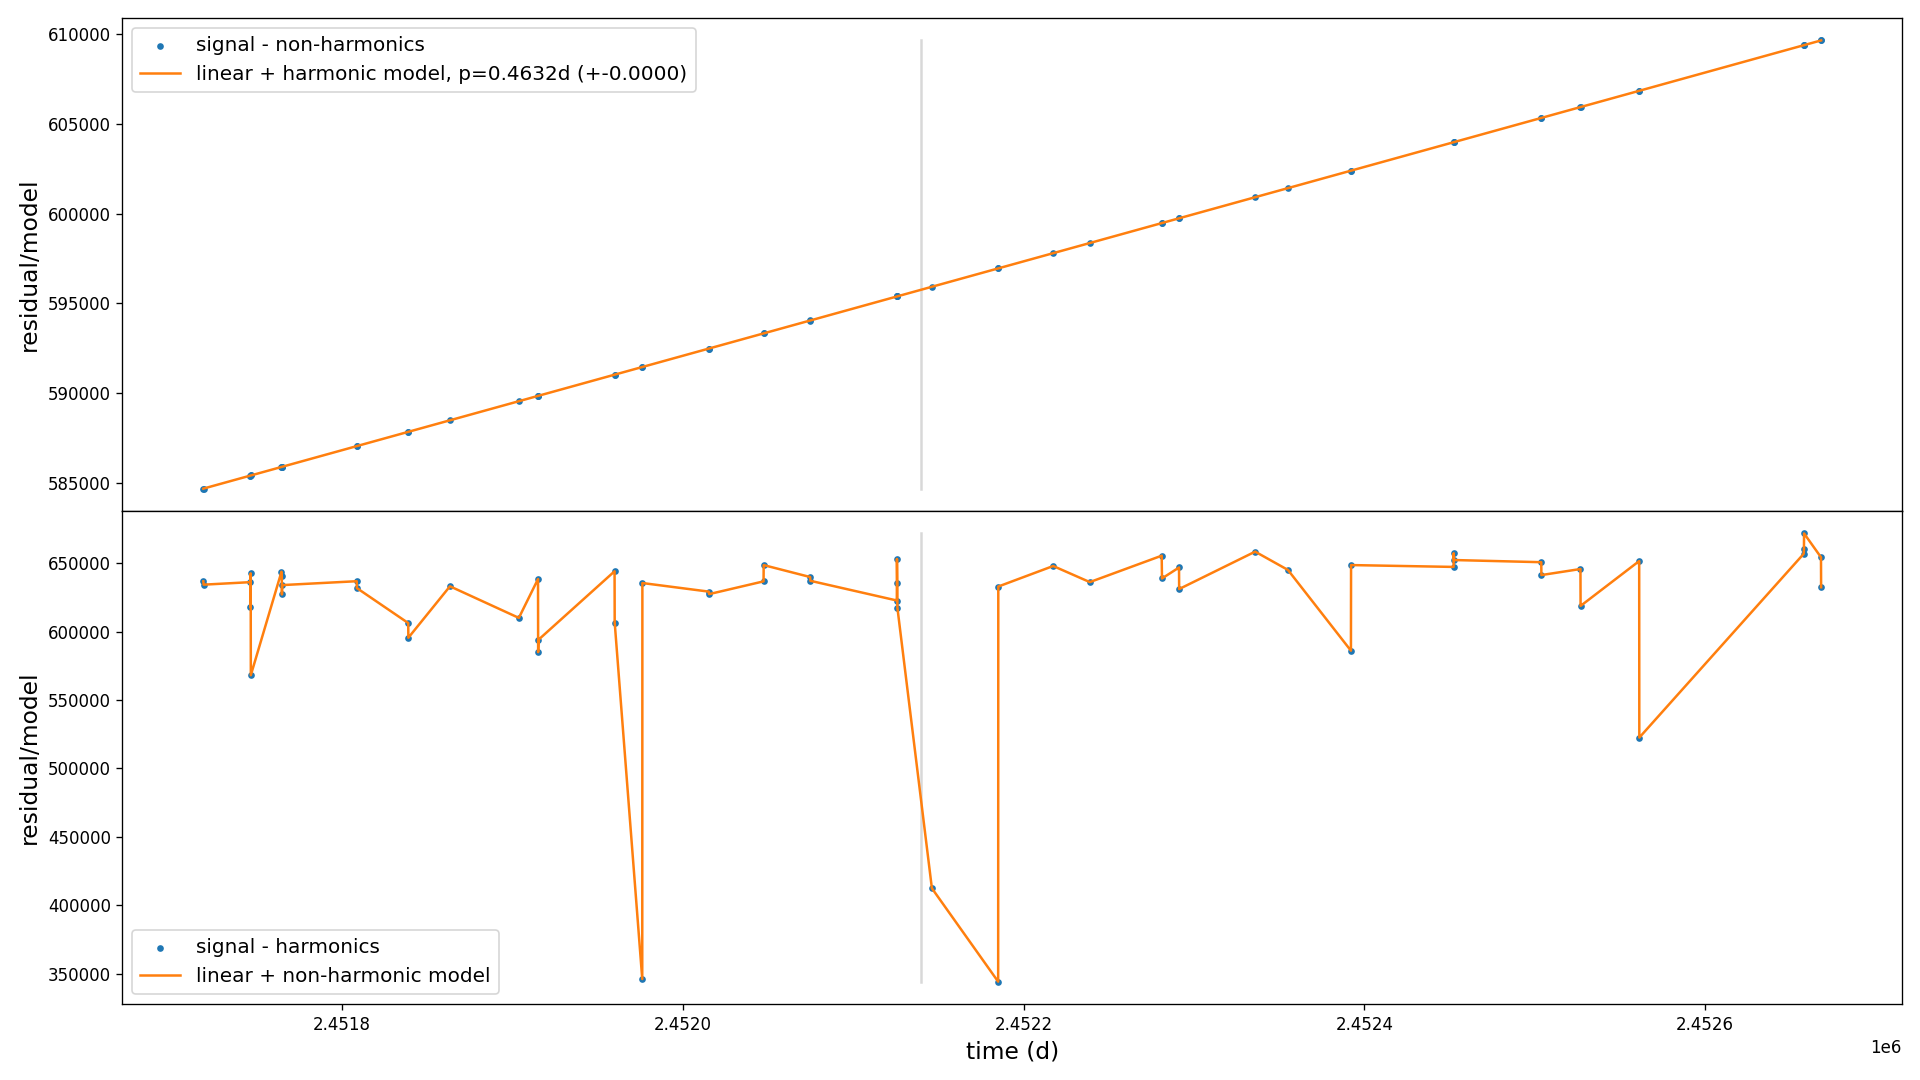 610000
605000
600000
595000
590000
585000
residual/model
signal - non-harmonics
linear + harmonic model, p=0.4632d (+-0.0000)
650000
600000
550000
500000
450000
400000
350000
residual/model
signal - harmonics
linear + non-harmonic model
2.4518
2.4520
2.4522
2.4524
2.4526
time (d)
1e6